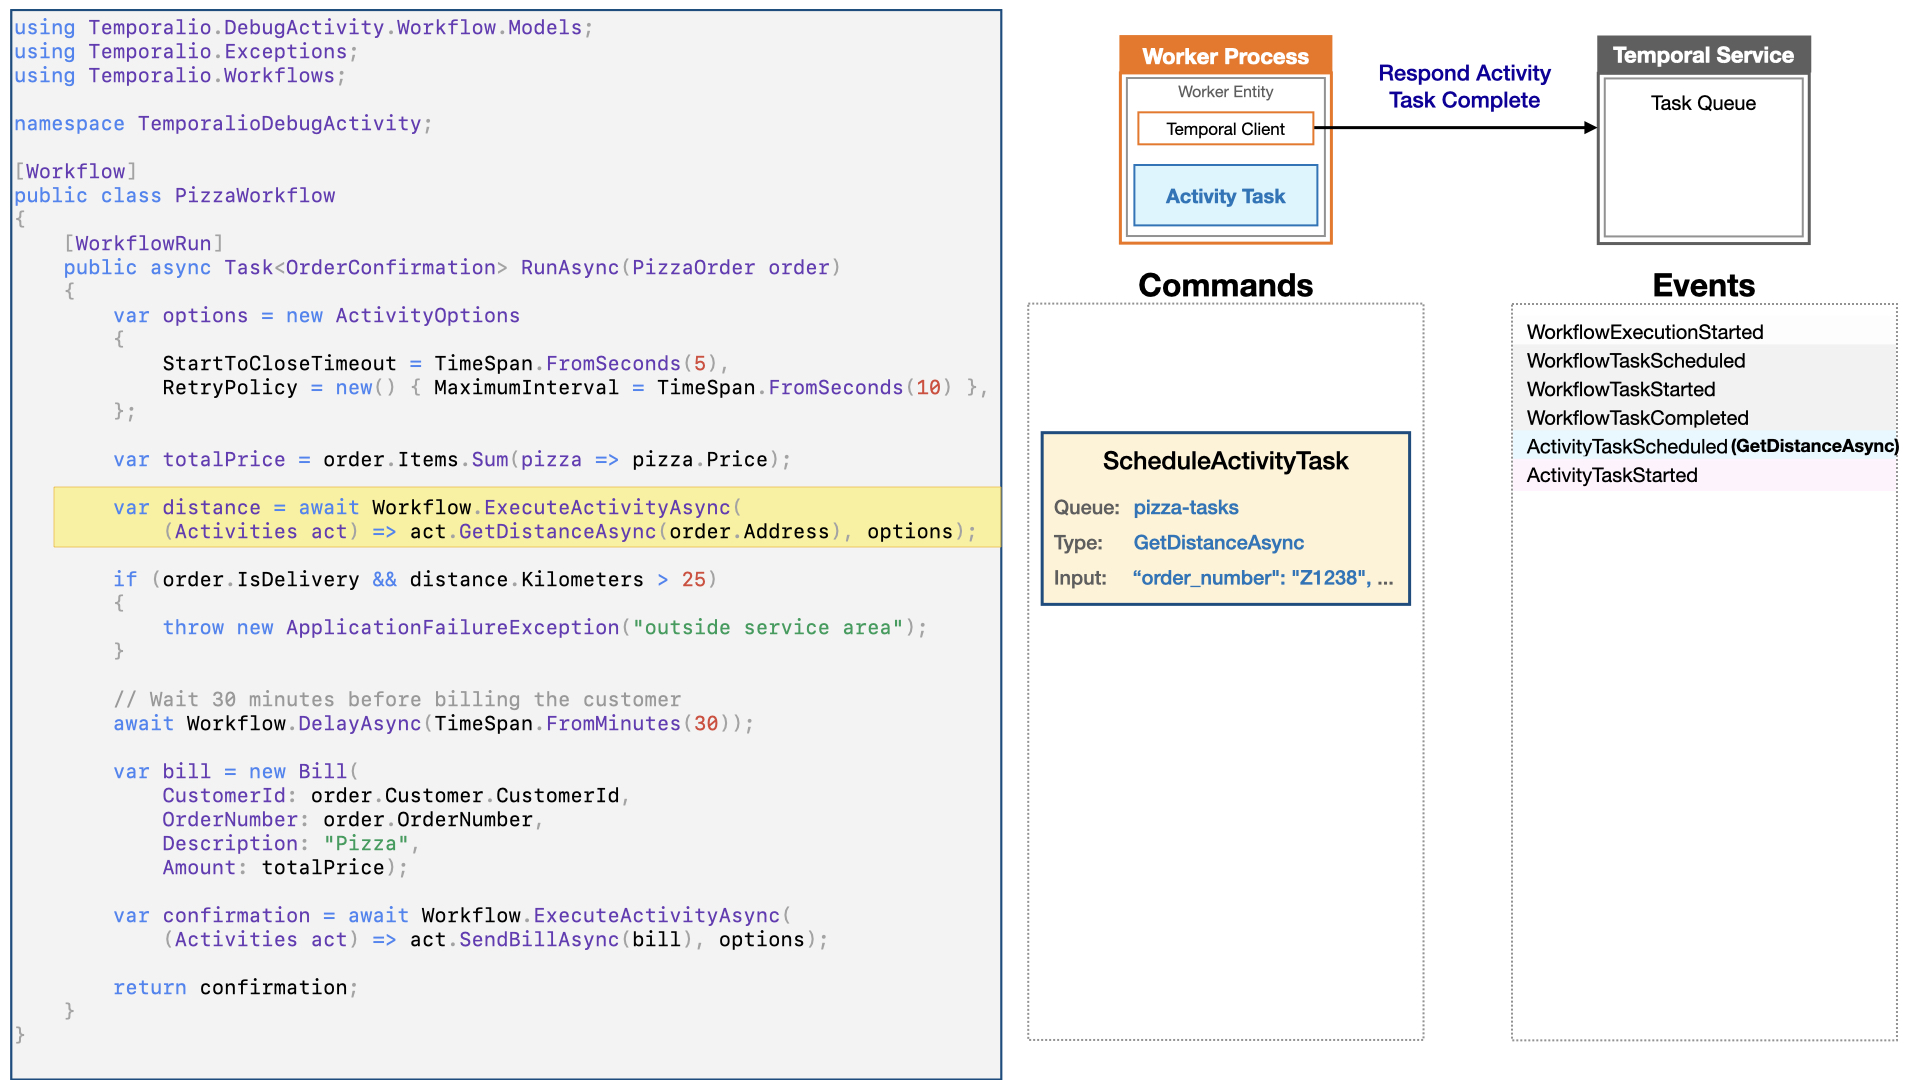 using Temporalio.DebugActivity.Workflow.Models;
using Temporalio.Exceptions;
using Temporalio.Workflows;

namespace TemporalioDebugActivity;

[Workflow]
public class PizzaWorkflow
{
    [WorkflowRun]
    public async Task<OrderConfirmation> RunAsync(PizzaOrder order)
    {
        var options = new ActivityOptions
        {
            StartToCloseTimeout = TimeSpan.FromSeconds(5),
            RetryPolicy = new() { MaximumInterval = TimeSpan.FromSeconds(10) },
        };

        var totalPrice = order.Items.Sum(pizza => pizza.Price);

        var distance = await Workflow.ExecuteActivityAsync(
            (Activities act) => act.GetDistanceAsync(order.Address), options);

        if (order.IsDelivery && distance.Kilometers > 25)
        {
            throw new ApplicationFailureException("outside service area");
        }

        // Wait 30 minutes before billing the customer
        await Workflow.DelayAsync(TimeSpan.FromMinutes(30));

        var bill = new Bill(
            CustomerId: order.Customer.CustomerId,
            OrderNumber: order.OrderNumber,
            Description: "Pizza",
            Amount: totalPrice);

        var confirmation = await Workflow.ExecuteActivityAsync(
            (Activities act) => act.SendBillAsync(bill), options);

        return confirmation;
    }
}
Worker Process
Worker Entity
Temporal Client
Activity Task
Respond Activity
Task Complete
Temporal Service
Task Queue
Commands
ScheduleActivityTask
Queue: pizza-tasks
Type: GetDistanceAsync
Input: “order_number": "Z1238", ...
Events
WorkflowExecutionStarted
WorkflowTaskScheduled
WorkflowTaskStarted
WorkflowTaskCompleted
ActivityTaskScheduled (GetDistanceAsync)
ActivityTaskStarted